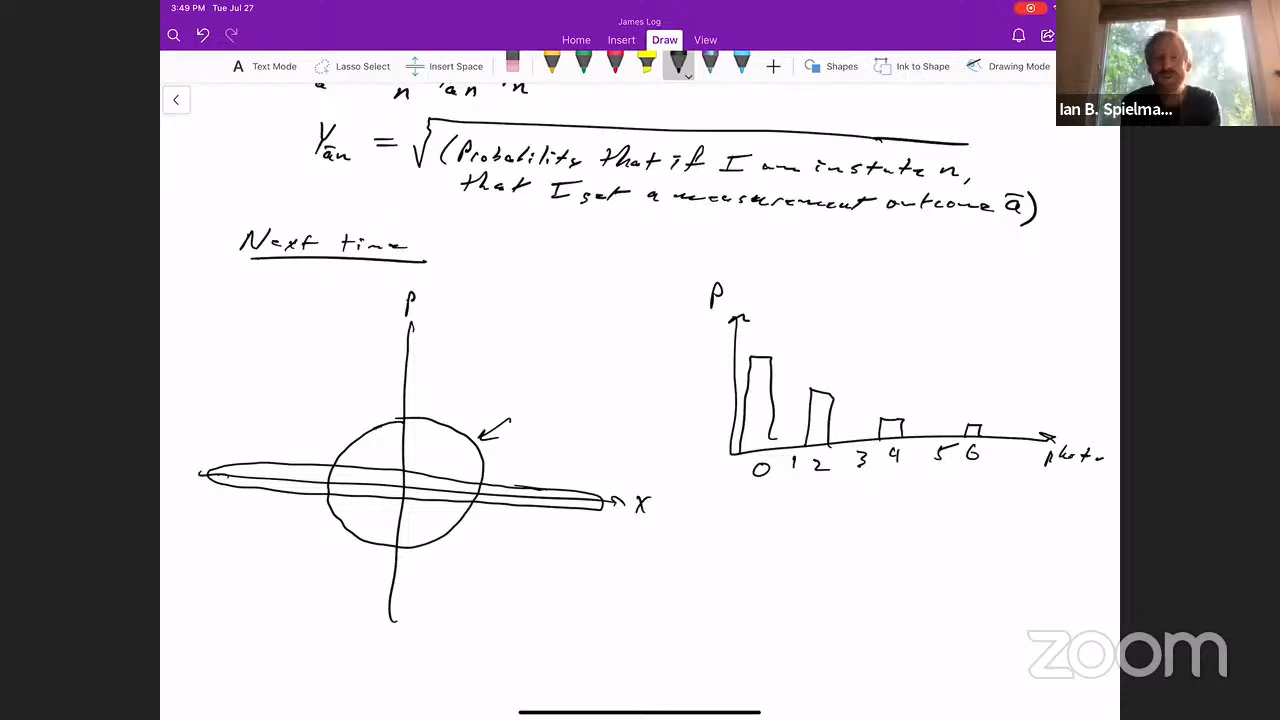 3:49 PM Tue Jul 27
James Log
Home Insert Draw View
Text Mode Lasso Select Insert Space Shapes Ink to Shape Drawing Mode
Ian B. Spielma...
a n Yan n
Yān = √(Probability that if I am in state n,
that I get a measurement outcome ā)
Next time
P
X
P
0 1 2 3 4 5 6
zoom